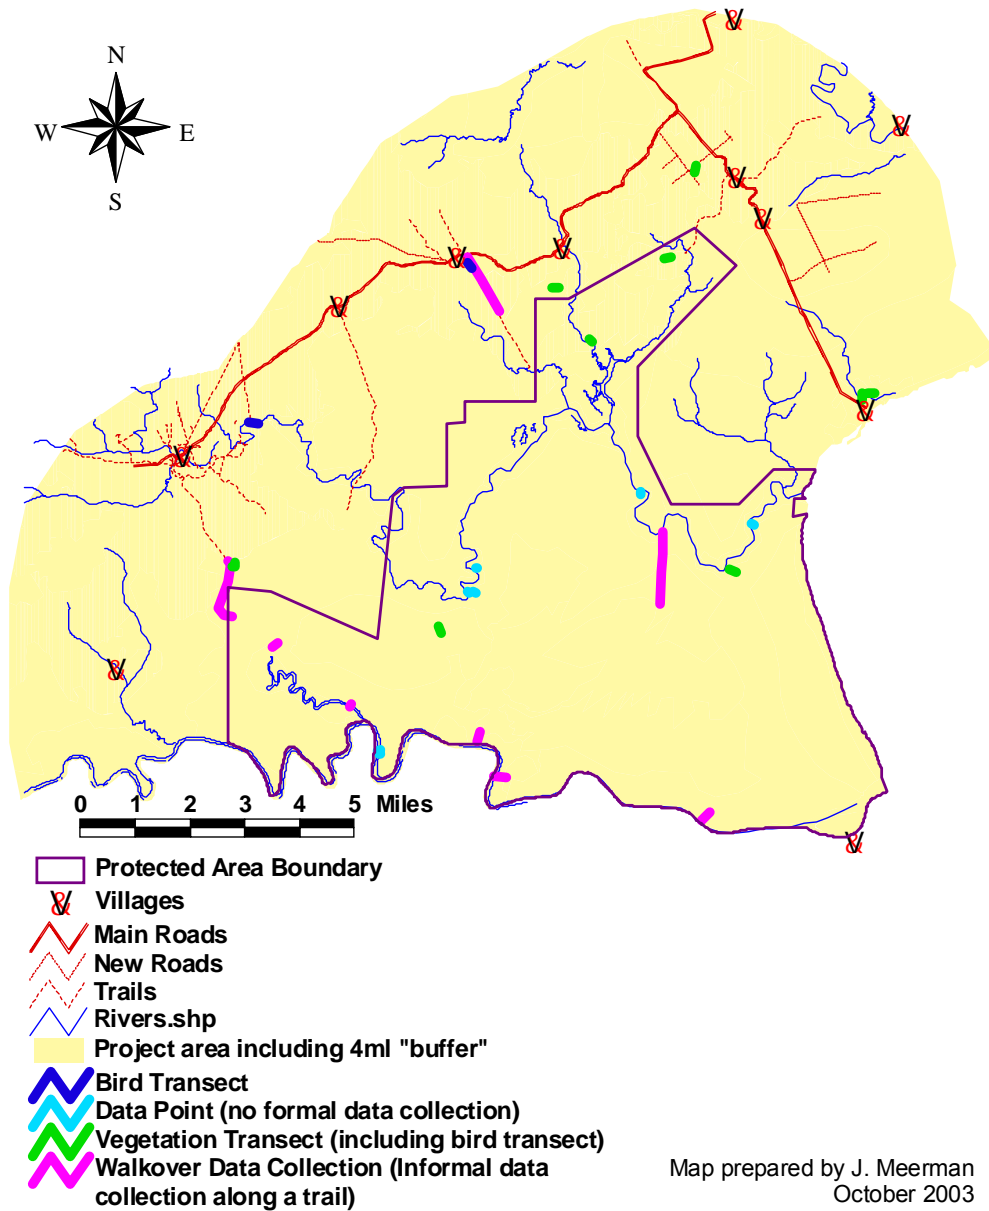 N
W E
S
0 1 2 3 4 5 Miles
Protected Area Boundary
Villages
Main Roads
New Roads
Trails
Rivers.shp
Project area including 4ml "buffer"
Bird Transect
Data Point (no formal data collection)
Vegetation Transect (including bird transect)
Walkover Data Collection (Informal data
collection along a trail)
Map prepared by J. Meerman
October 2003